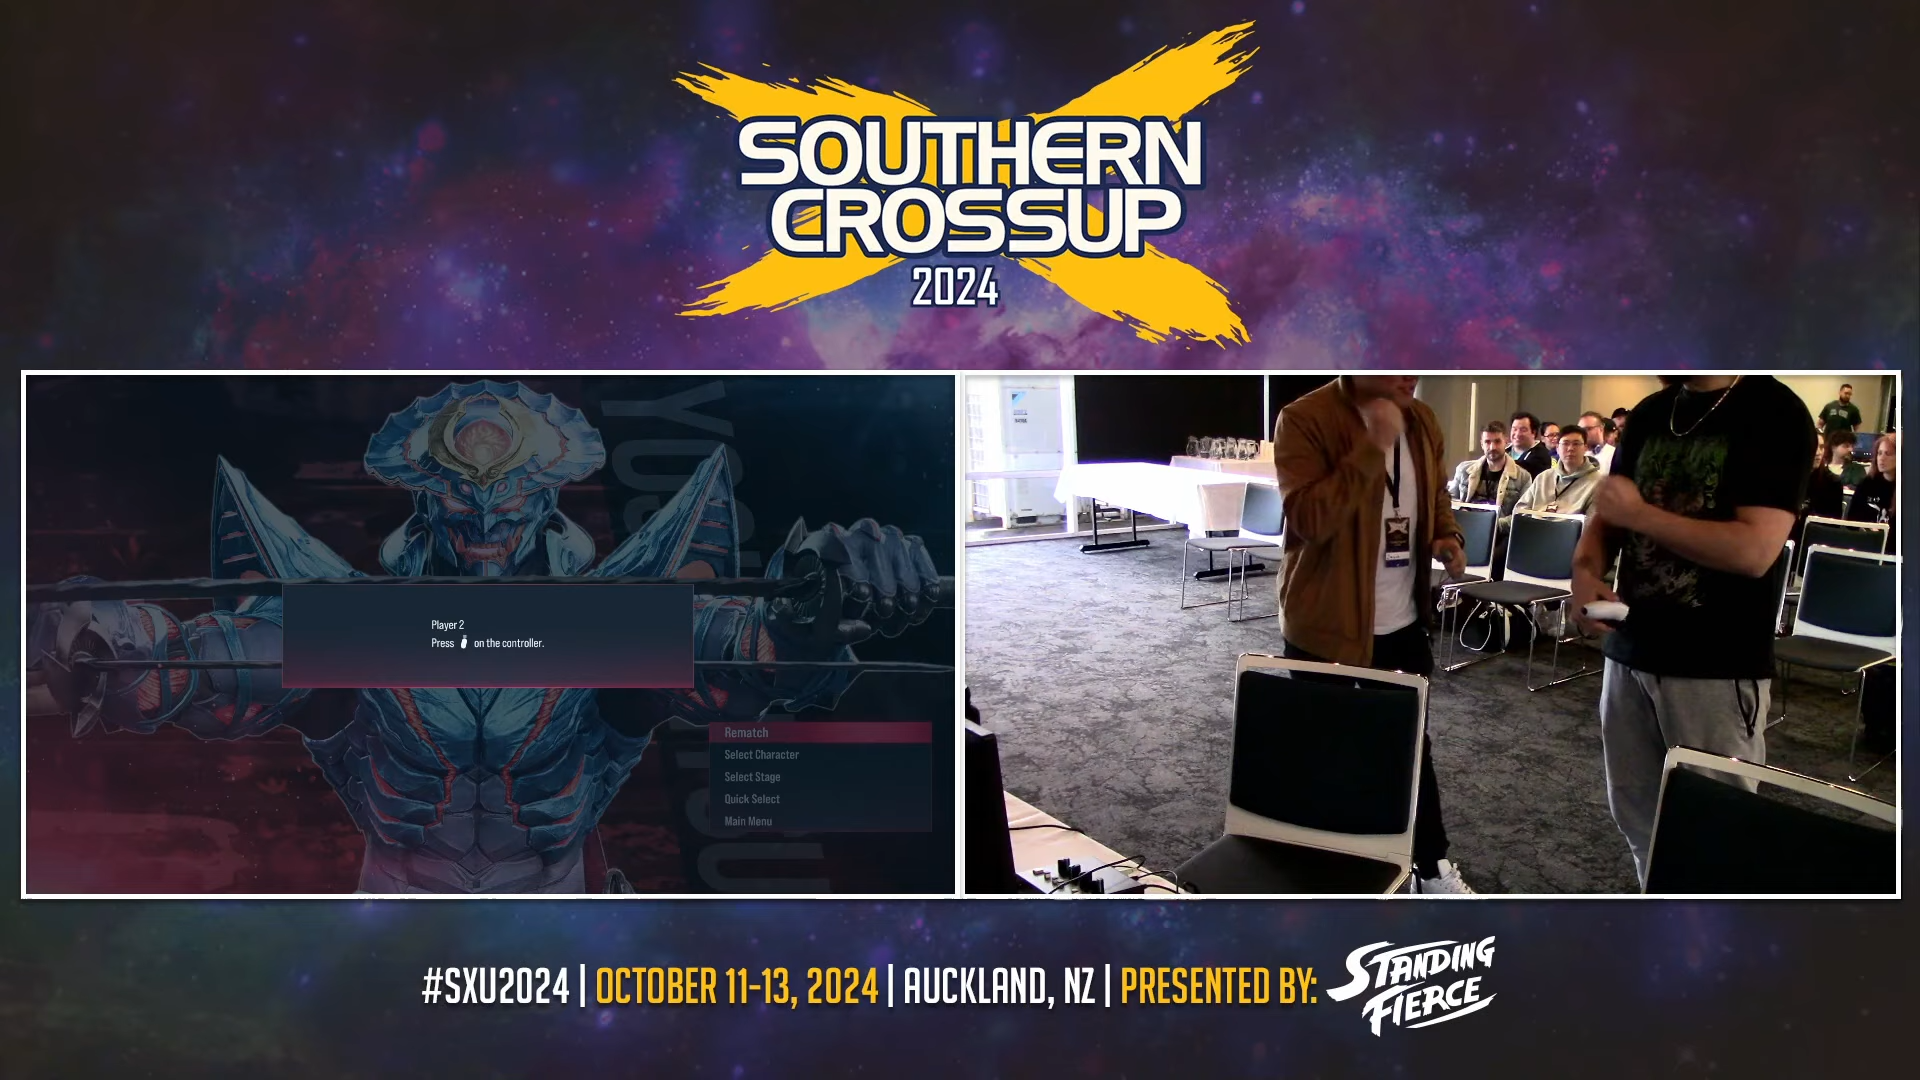 SOUTHERN
CROSSUP
2024
Player 2
Press on the controller.
Rematch
Select Character
Select Stage
Quick Select
Main Menu
#SXU2024 | OCTOBER 11-13, 2024 | AUCKLAND, NZ | PRESENTED BY: STANDING FIERCE